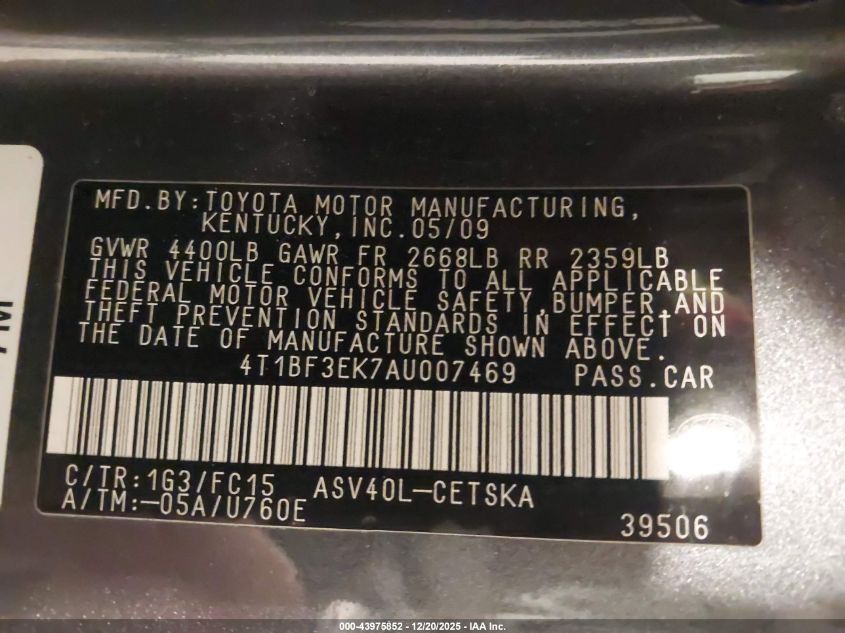 MFD.BY:TOYOTA MOTOR MANUFACTURING,
KENTUCKY,INC.05/09
GVWR 4400LB GAWR FR 2668LB RR 2359LB
THIS VEHICLE CONFORMS TO ALL APPLICABLE
FEDERAL MOTOR VEHICLE SAFETY,BUMPER,AND
THEFT PREVENTION STANDARDS IN EFFECT ON
THE DATE OF MANUFACTURE SHOWN ABOVE.
4T1BF3EK7AU007469 PASS.CAR
C/TR:1G3/FC15 ASV40L-CETSKA
A/TM:-05A/U760E
39506
000-43975852 | 12/20/2025 - IAA Inc.